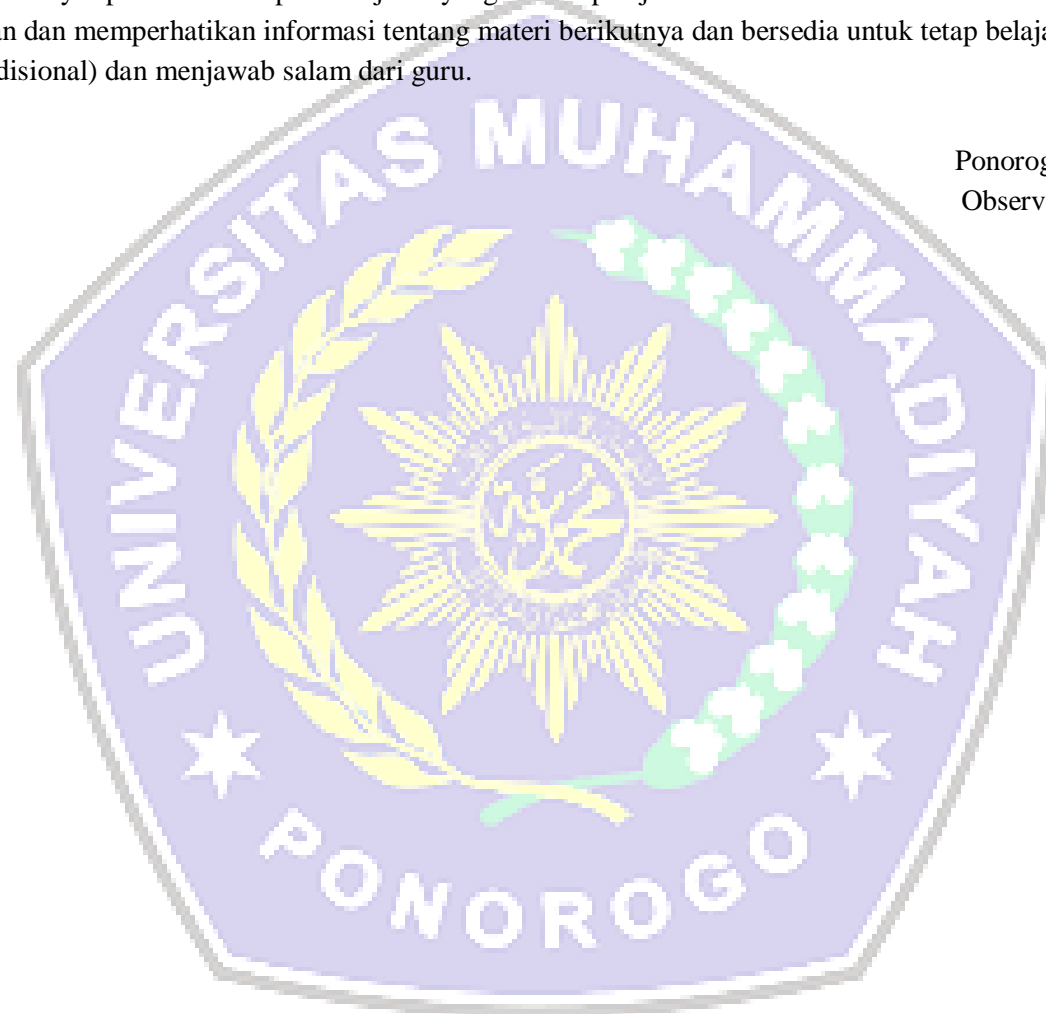 an dan memperhatikan informasi tentang materi berikutnya dan bersedia untuk tetap belaja
disional) dan menjawab salam dari guru.
Ponorog
Observ
UNIVERSITAS MUHAMMADIYAH
PONOROGO